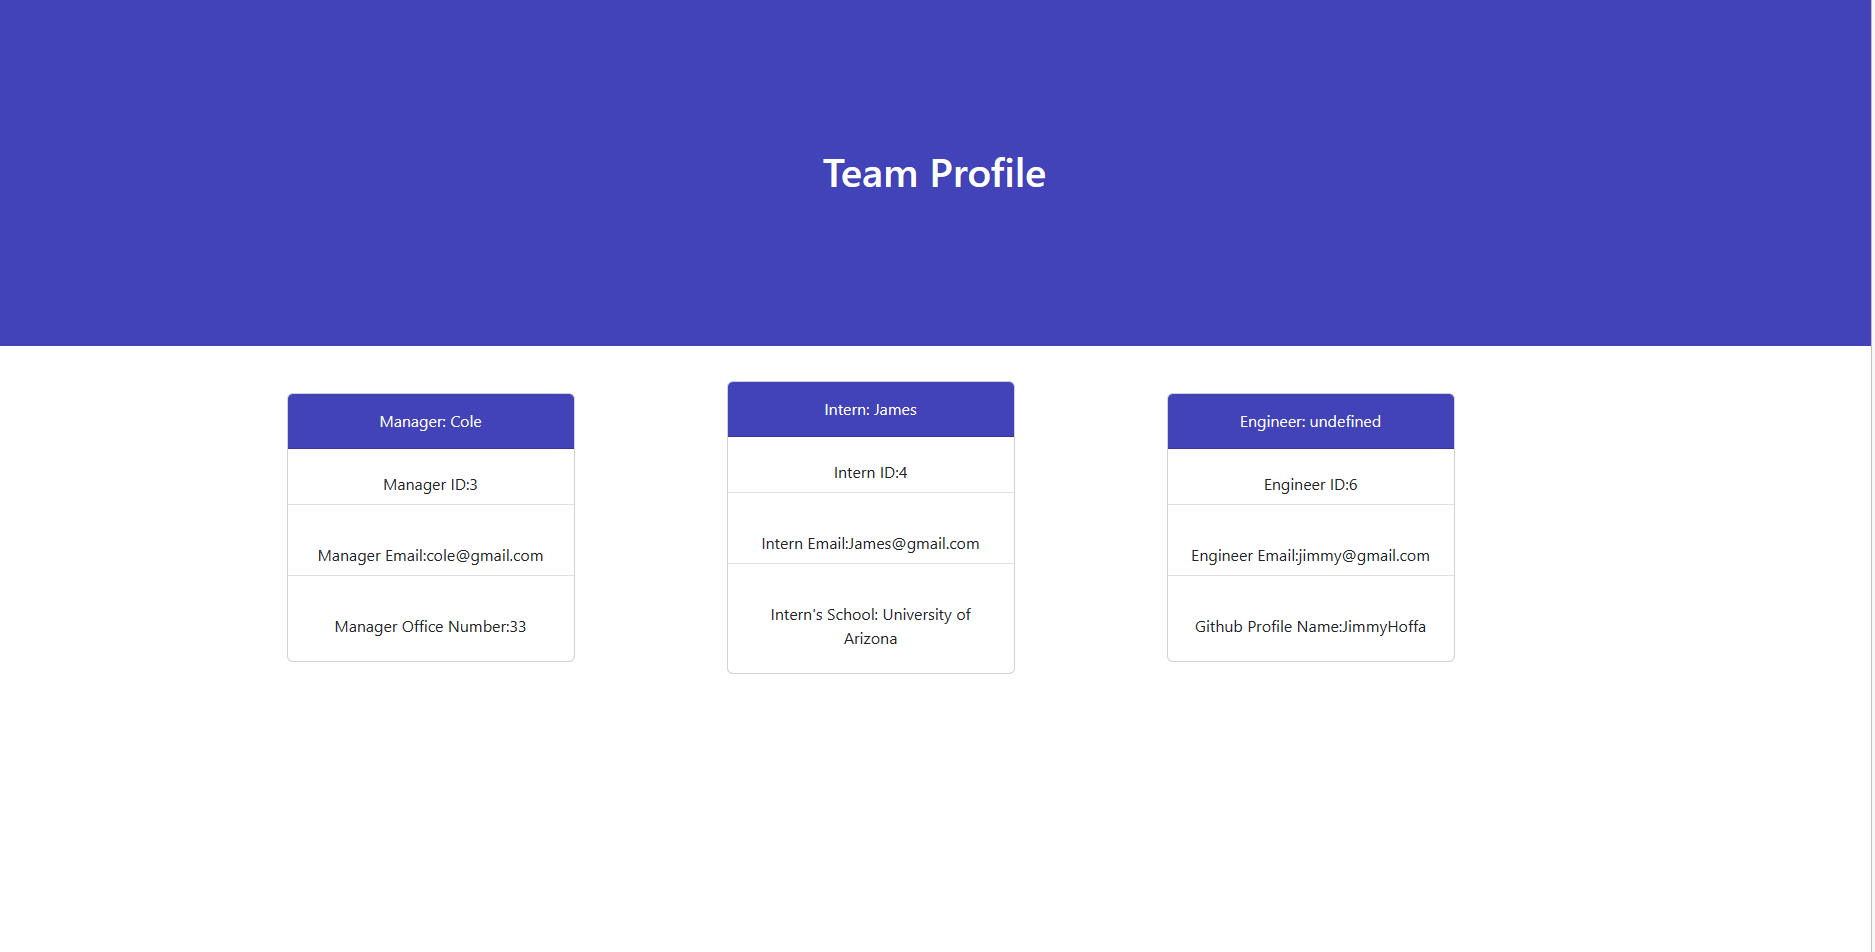 Team Profile
Manager: Cole
Manager ID:3
Manager Email:cole@gmail.com
Manager Office Number:33
Intern: James
Intern ID:4
Intern Email:James@gmail.com
Intern's School: University of
Arizona
Engineer: undefined
Engineer ID:6
Engineer Email:jimmy@gmail.com
Github Profile Name:JimmyHoffa